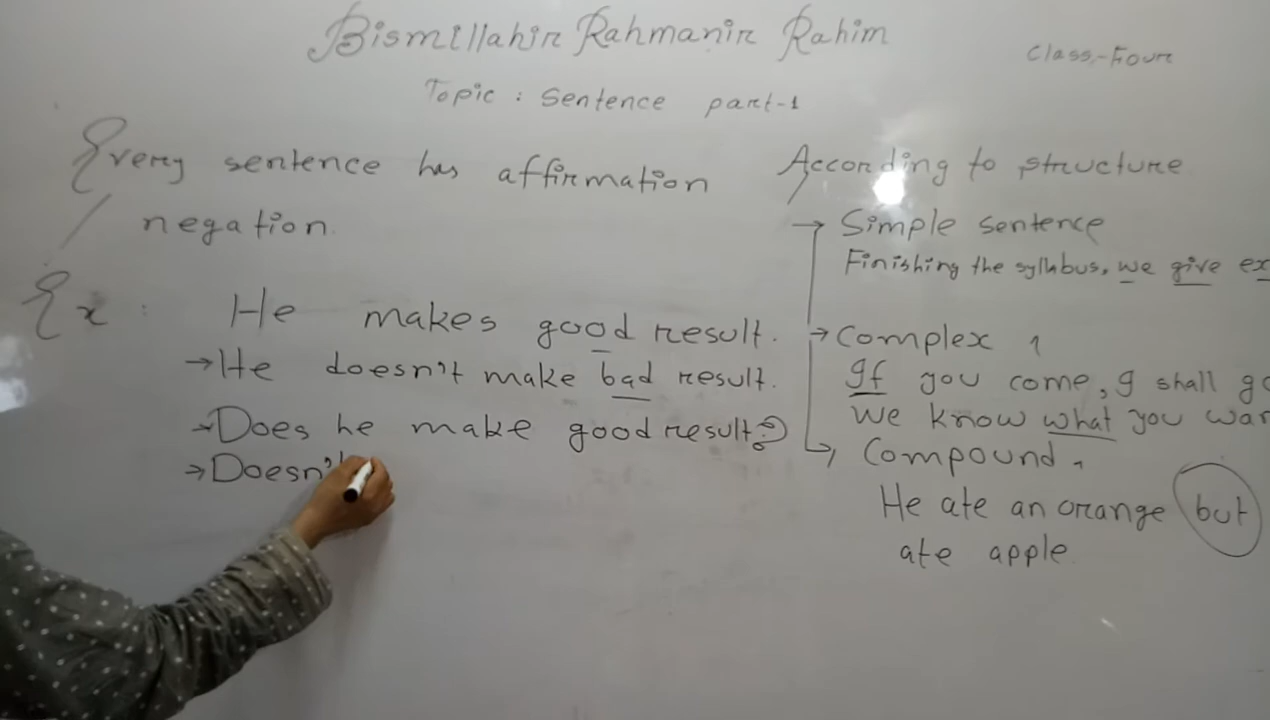 Bismillahir Rahmanir Rahim
Class-Four
Topic : Sentence part-1
Every sentence has affirmation
negation.
Ex : He makes good result.
→He doesn't make bad result.
→Does he make good result?
→Doesn't
According to structure
→ Simple sentence
Finishing the syllabus, we give ex
→ Complex
If you come, I shall go
We know what you wan
→ Compound
He ate an orange but
ate apple